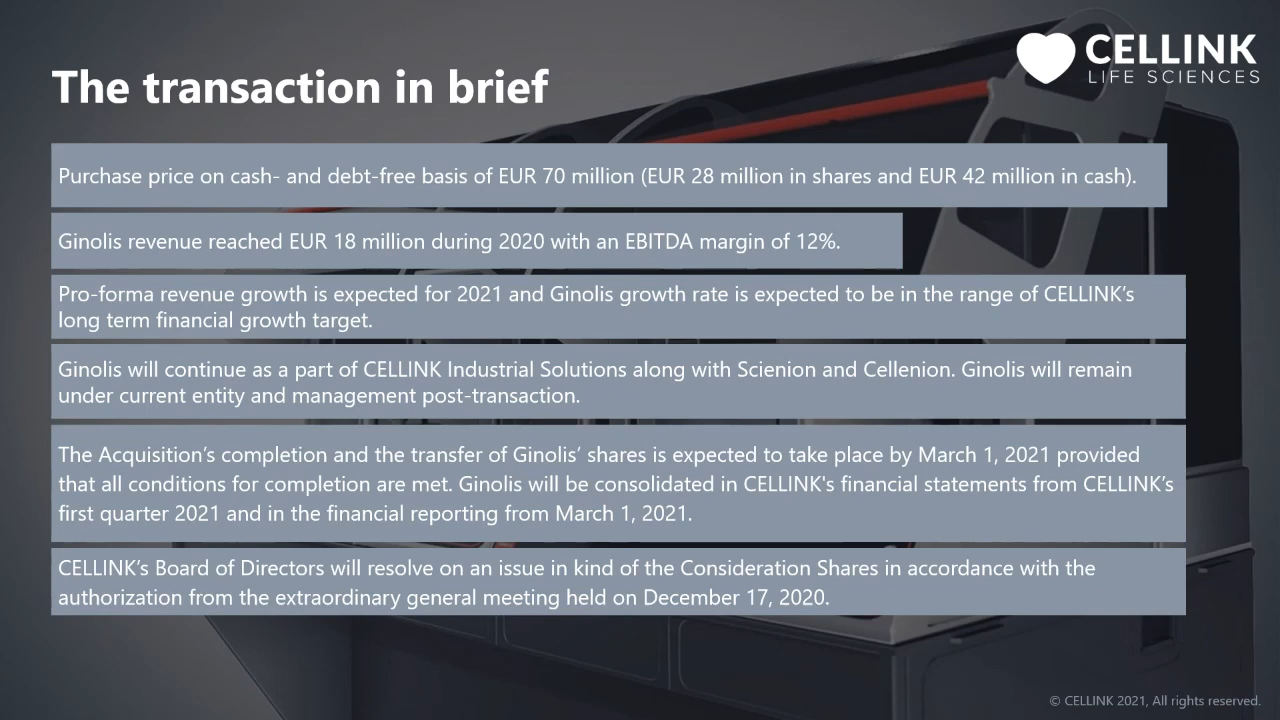 CELLINK
LIFE SCIENCES
The transaction in brief
Purchase price on cash- and debt-free basis of EUR 70 million (EUR 28 million in shares and EUR 42 million in cash).
Ginolis revenue reached EUR 18 million during 2020 with an EBITDA margin of 12%.
Pro-forma revenue growth is expected for 2021 and Ginolis growth rate is expected to be in the range of CELLINK’s
long term financial growth target.
Ginolis will continue as a part of CELLINK Industrial Solutions along with Scienion and Cellenion. Ginolis will remain
under current entity and management post-transaction.
The Acquisition’s completion and the transfer of Ginolis’ shares is expected to take place by March 1, 2021 provided
that all conditions for completion are met. Ginolis will be consolidated in CELLINK's financial statements from CELLINK’s
first quarter 2021 and in the financial reporting from March 1, 2021.
CELLINK’s Board of Directors will resolve on an issue in kind of the Consideration Shares in accordance with the
authorization from the extraordinary general meeting held on December 17, 2020.
© CELLINK 2021, All rights reserved.